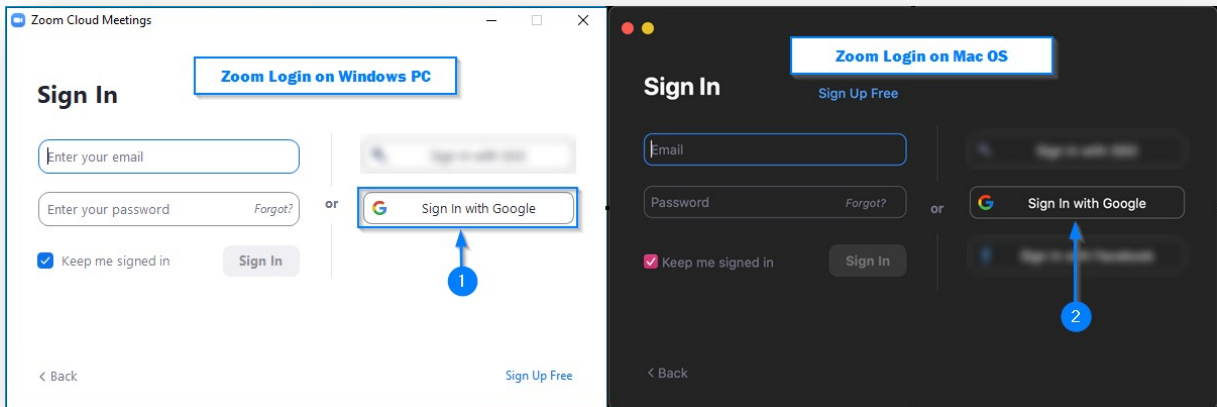 Zoom Cloud Meetings
Zoom Login on Windows PC
Sign In
Enter your email
Enter your password
Forgot?
or
Sign In with Google
Keep me signed in
Sign In
1
< Back
Sign Up Free
Zoom Login on Mac OS
Sign In
Sign Up Free
Email
Password
Forgot?
or
Sign In with Google
Keep me signed in
Sign In
2
< Back